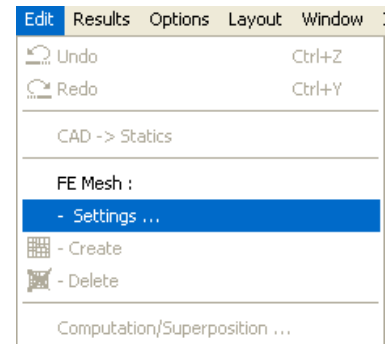 Edit Results Options Layout Window
Undo Ctrl+Z
Redo Ctrl+Y
CAD -> Statics
FE Mesh :
- Settings ...
- Create
- Delete
Computation/Superposition ...